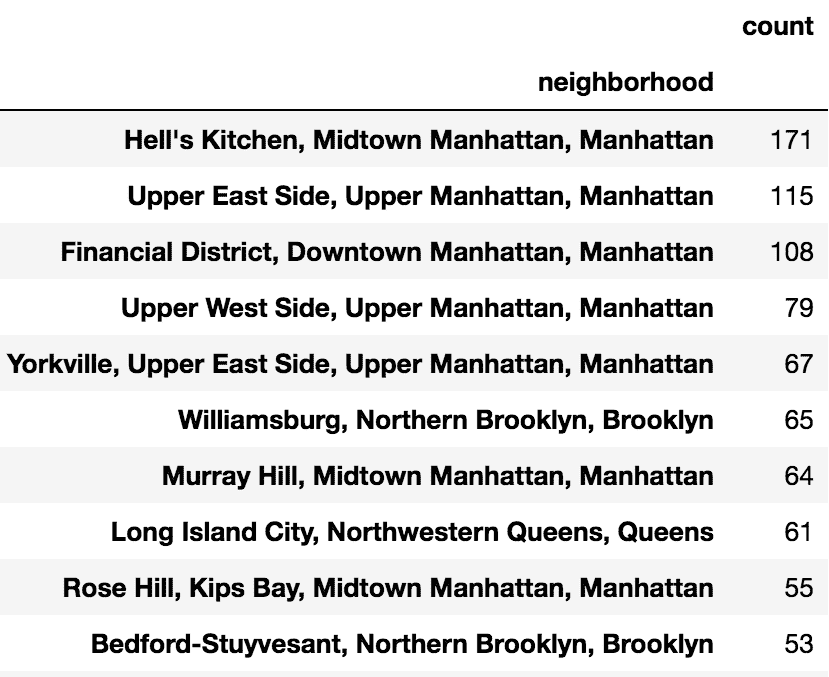 count
neighborhood
Hell's Kitchen, Midtown Manhattan, Manhattan 171
Upper East Side, Upper Manhattan, Manhattan 115
Financial District, Downtown Manhattan, Manhattan 108
Upper West Side, Upper Manhattan, Manhattan 79
Yorkville, Upper East Side, Upper Manhattan, Manhattan 67
Williamsburg, Northern Brooklyn, Brooklyn 65
Murray Hill, Midtown Manhattan, Manhattan 64
Long Island City, Northwestern Queens, Queens 61
Rose Hill, Kips Bay, Midtown Manhattan, Manhattan 55
Bedford-Stuyvesant, Northern Brooklyn, Brooklyn 53